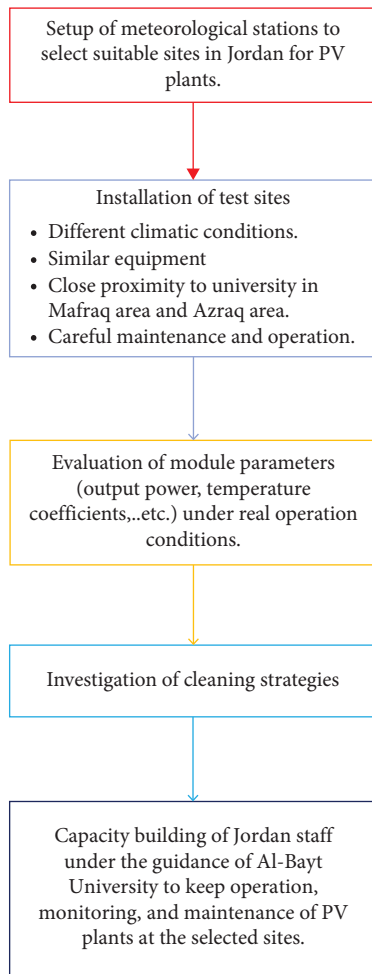 Setup of meteorological stations to
select suitable sites in Jordan for PV
plants.
Installation of test sites
• Different climatic conditions.
• Similar equipment
• Close proximity to university in
Mafraq area and Azraq area.
• Careful maintenance and operation.
Evaluation of module parameters
(output power, temperature
coefficients,..etc.) under real operation
conditions.
Investigation of cleaning strategies
Capacity building of Jordan staff
under the guidance of Al-Bayt
University to keep operation,
monitoring, and maintenance of PV
plants at the selected sites.